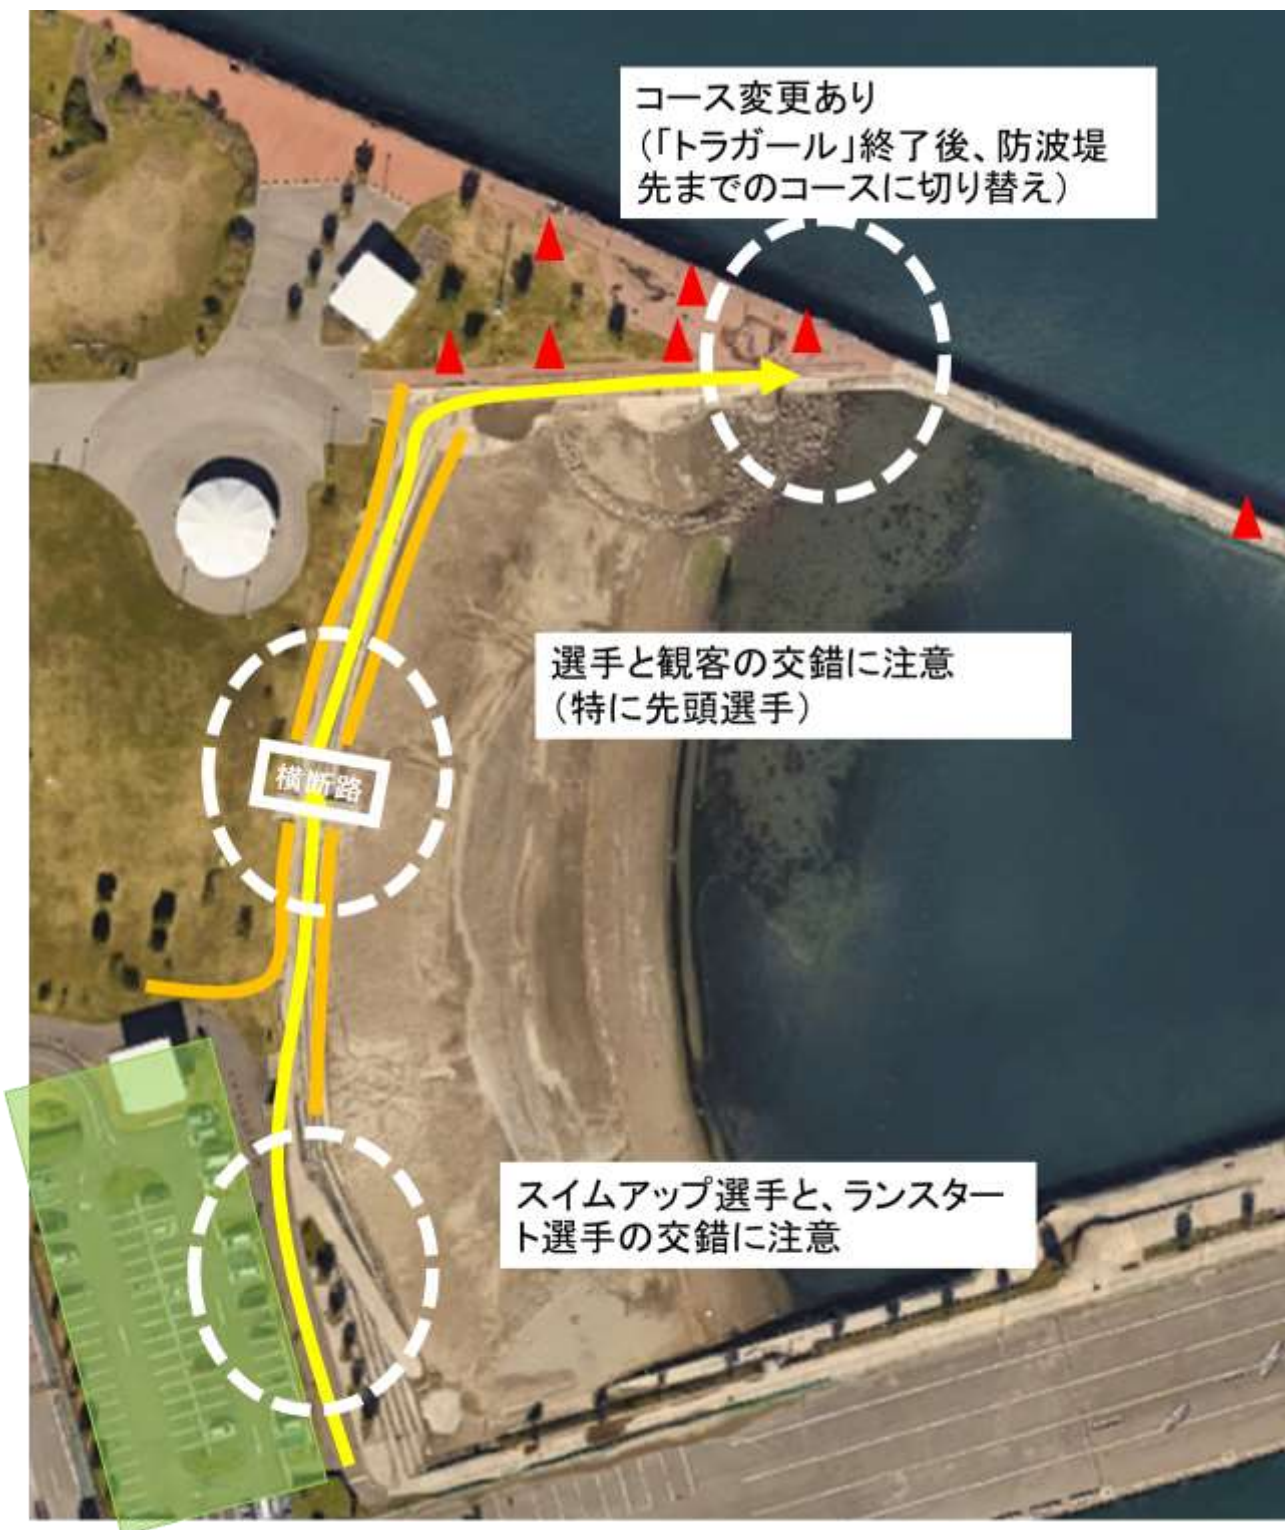 コース変更あり
(「トラガール」終了後、防波堤
先までのコースに切り替え)
選手と観客の交錯に注意
(特に先頭選手)
横断路
スイムアップ選手と、ランスター
ト選手の交錯に注意